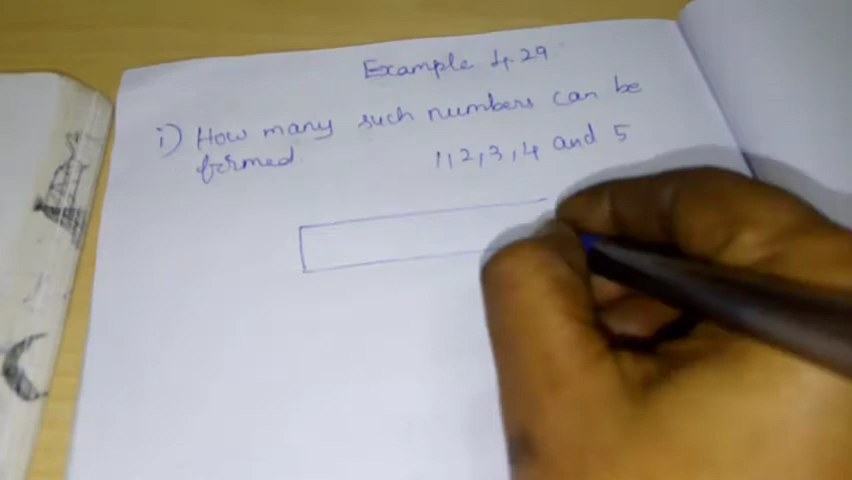 Example 4.29
i) How many such numbers can be
formed 1, 2, 3, 4 and 5